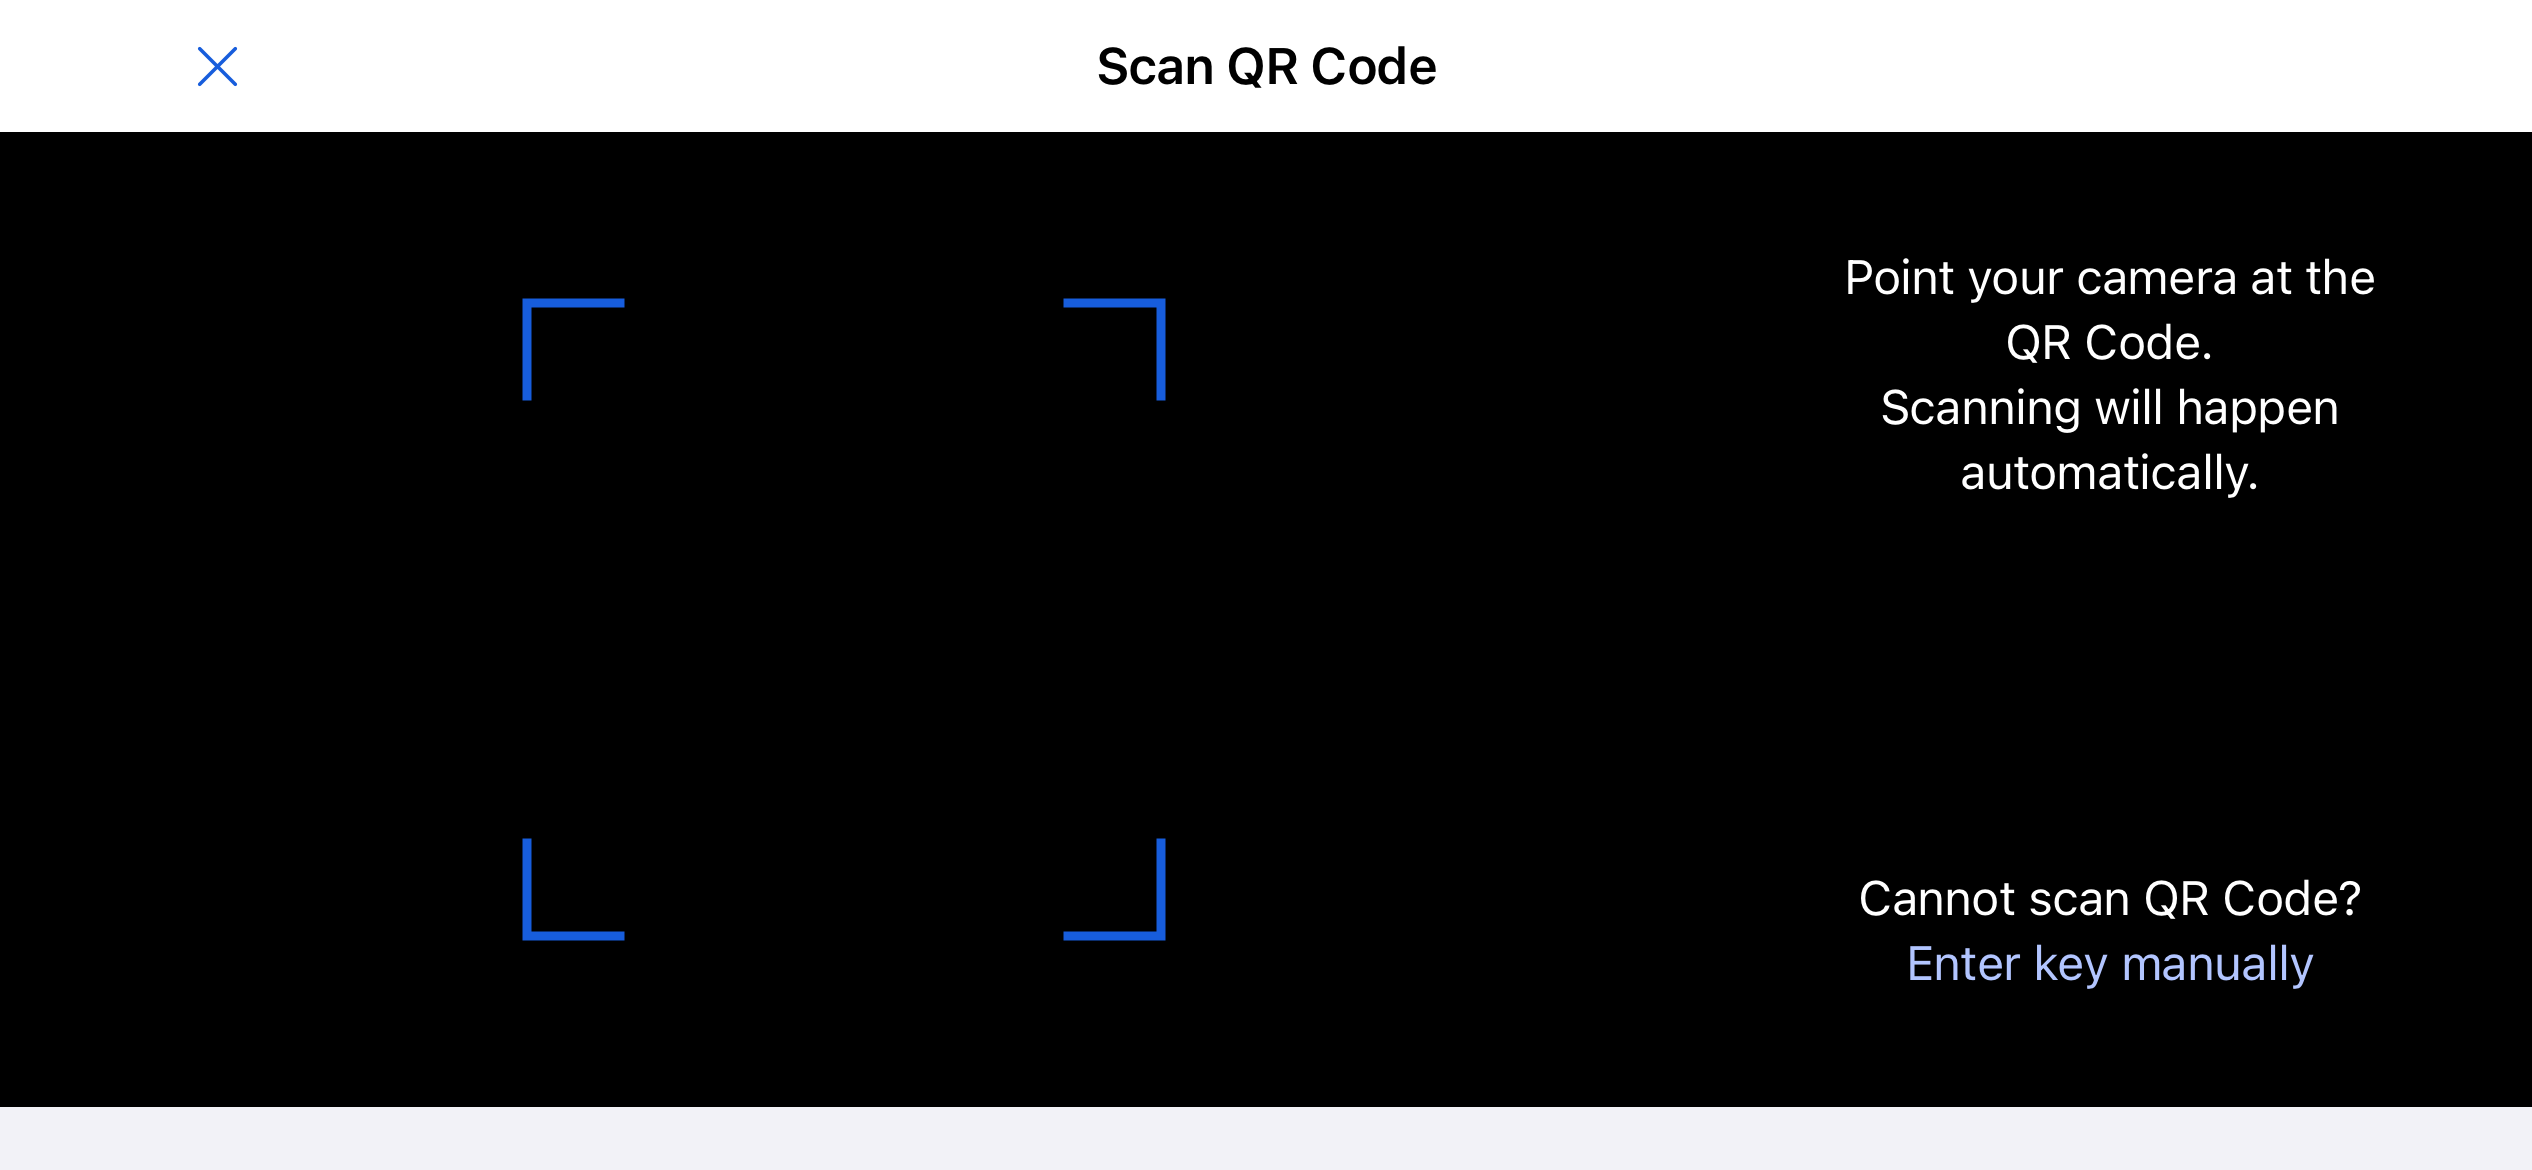 Scan QR Code
Point your camera at the
QR Code.
Scanning will happen
automatically.
Cannot scan QR Code?
Enter key manually